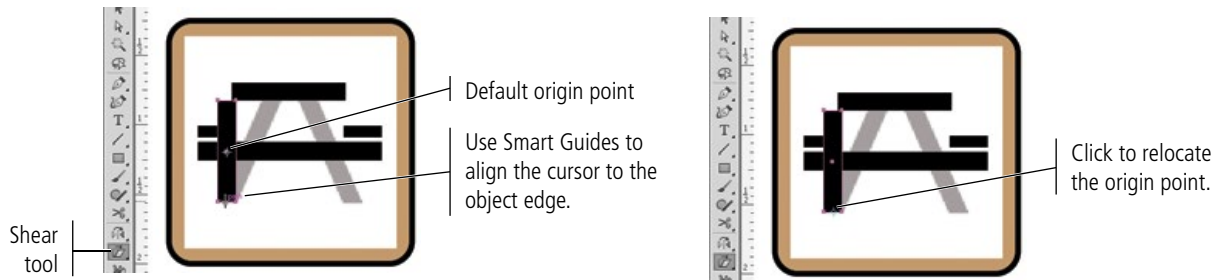 Default origin point
Use Smart Guides to
align the cursor to the
object edge.
Shear
tool
Click to relocate
the origin point.